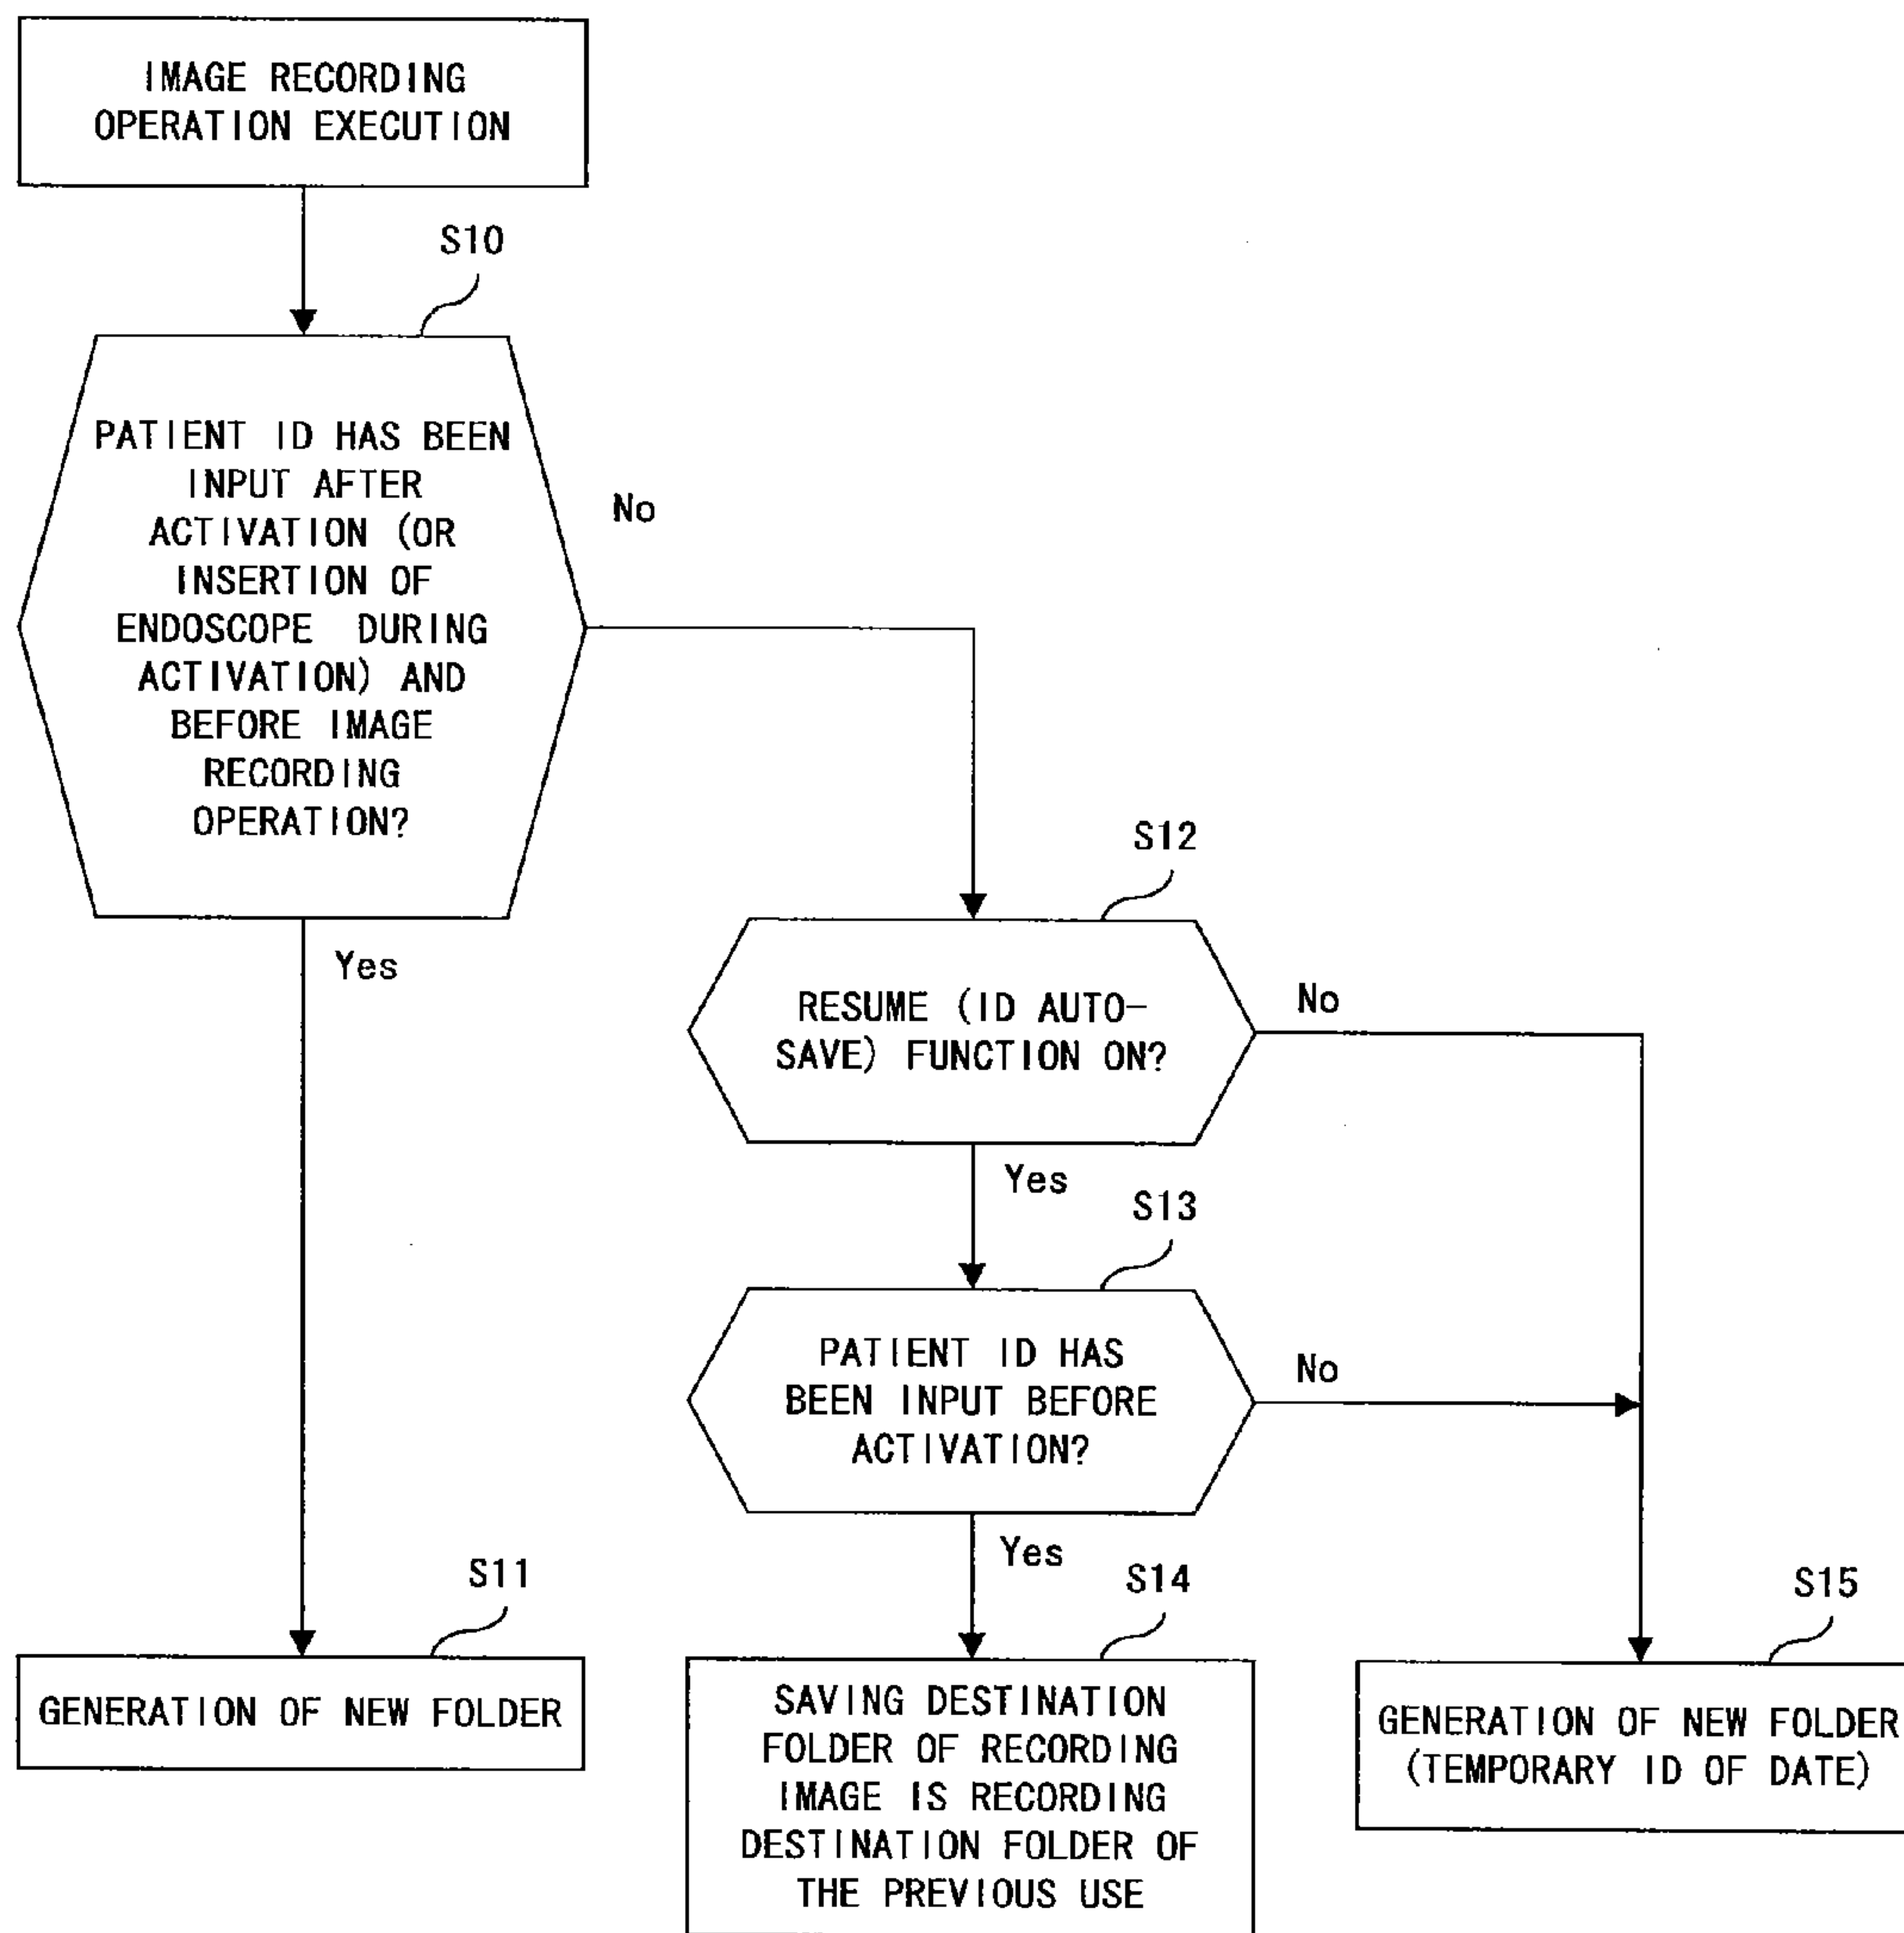 IMAGE RECORDING
OPERATION EXECUTION
S10
PATIENT ID HAS BEEN
INPUT AFTER
ACTIVATION (OR
INSERTION OF
ENDOSCOPE DURING
ACTIVATION) AND
BEFORE IMAGE
RECORDING
OPERATION?
No
Yes
S12
RESUME (ID AUTO-
SAVE) FUNCTION ON?
No
Yes
S13
PATIENT ID HAS
BEEN INPUT BEFORE
ACTIVATION?
No
Yes
S11
GENERATION OF NEW FOLDER
S14
SAVING DESTINATION
FOLDER OF RECORDING
IMAGE IS RECORDING
DESTINATION FOLDER OF
THE PREVIOUS USE
S15
GENERATION OF NEW FOLDER
(TEMPORARY ID OF DATE)